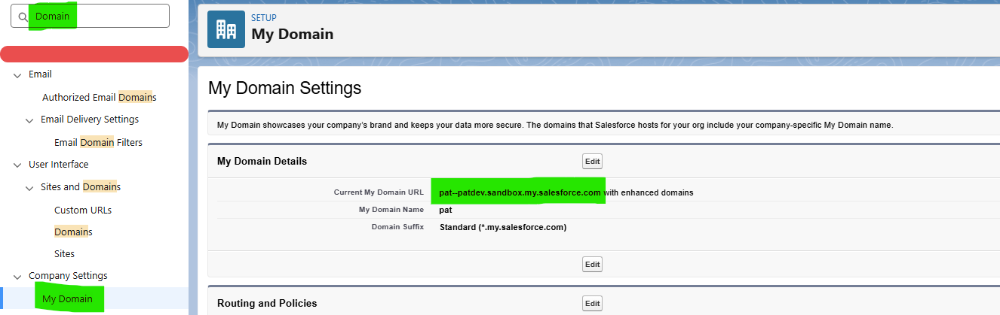 Domain
Email
Authorized Email Domains
Email Delivery Settings
Email Domain Filters
User Interface
Sites and Domains
Custom URLs
Domains
Sites
Company Settings
My Domain
SETUP
My Domain
My Domain Settings
My Domain showcases your company's brand and keeps your data more secure. The domains that Salesforce hosts for your org include your company-specific My Domain name.
My Domain Details Edit
Current My Domain URL pat--patdev.sandbox.my.salesforce.com with enhanced domains
My Domain Name pat
Domain Suffix Standard (*.my.salesforce.com)
Edit
Routing and Policies Edit